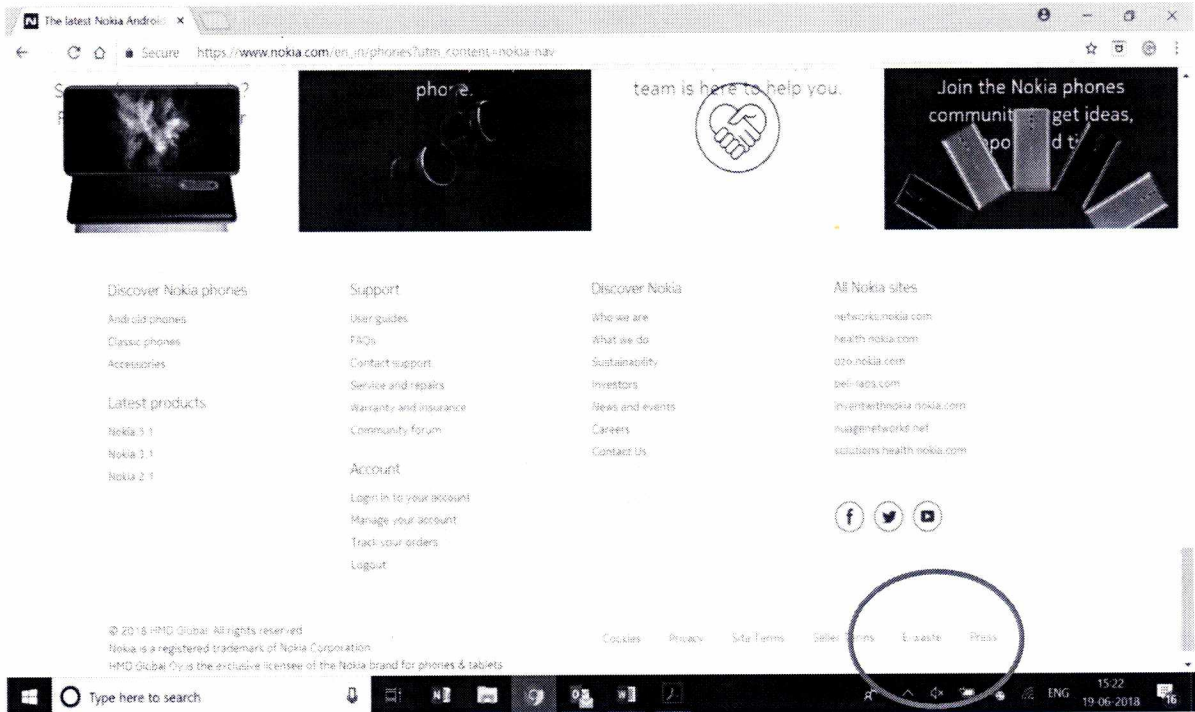 The latest Nokia Android
Secure https://www.nokia.com/en_in/phones?utm_content=nokia-nav
phone.
team is here to help you.
Join the Nokia phones
get ideas,
Discover Nokia phones
Android phones
Classic phones
Accessories
Latest products
Nokia 5.1
Nokia 3.1
Nokia 2.1
Support
User guides
FAQs
Contact support
Service and repairs
Warranty and insurance
Community forum
Account
Login in to your account
Manage your account
Track your orders
Logout
Discover Nokia
Who we are
What we do
Sustainability
Investors
News and events
Careers
Contact Us
All Nokia sites
networks.nokia.com
health.nokia.com
ozo.nokia.com
bell-labs.com
inventwithnokia.nokia.com
nuagenetworks.net
solutions.health.nokia.com
© 2018 HMD Global. All rights reserved
Nokia is a registered trademark of Nokia Corporation
HMD Global Oy is the exclusive licensee of the Nokia brand for phones & tablets
Cookies Privacy Site Terms Seller Terms E-waste Press
Type here to search
ENG
15:22
19-06-2018
16